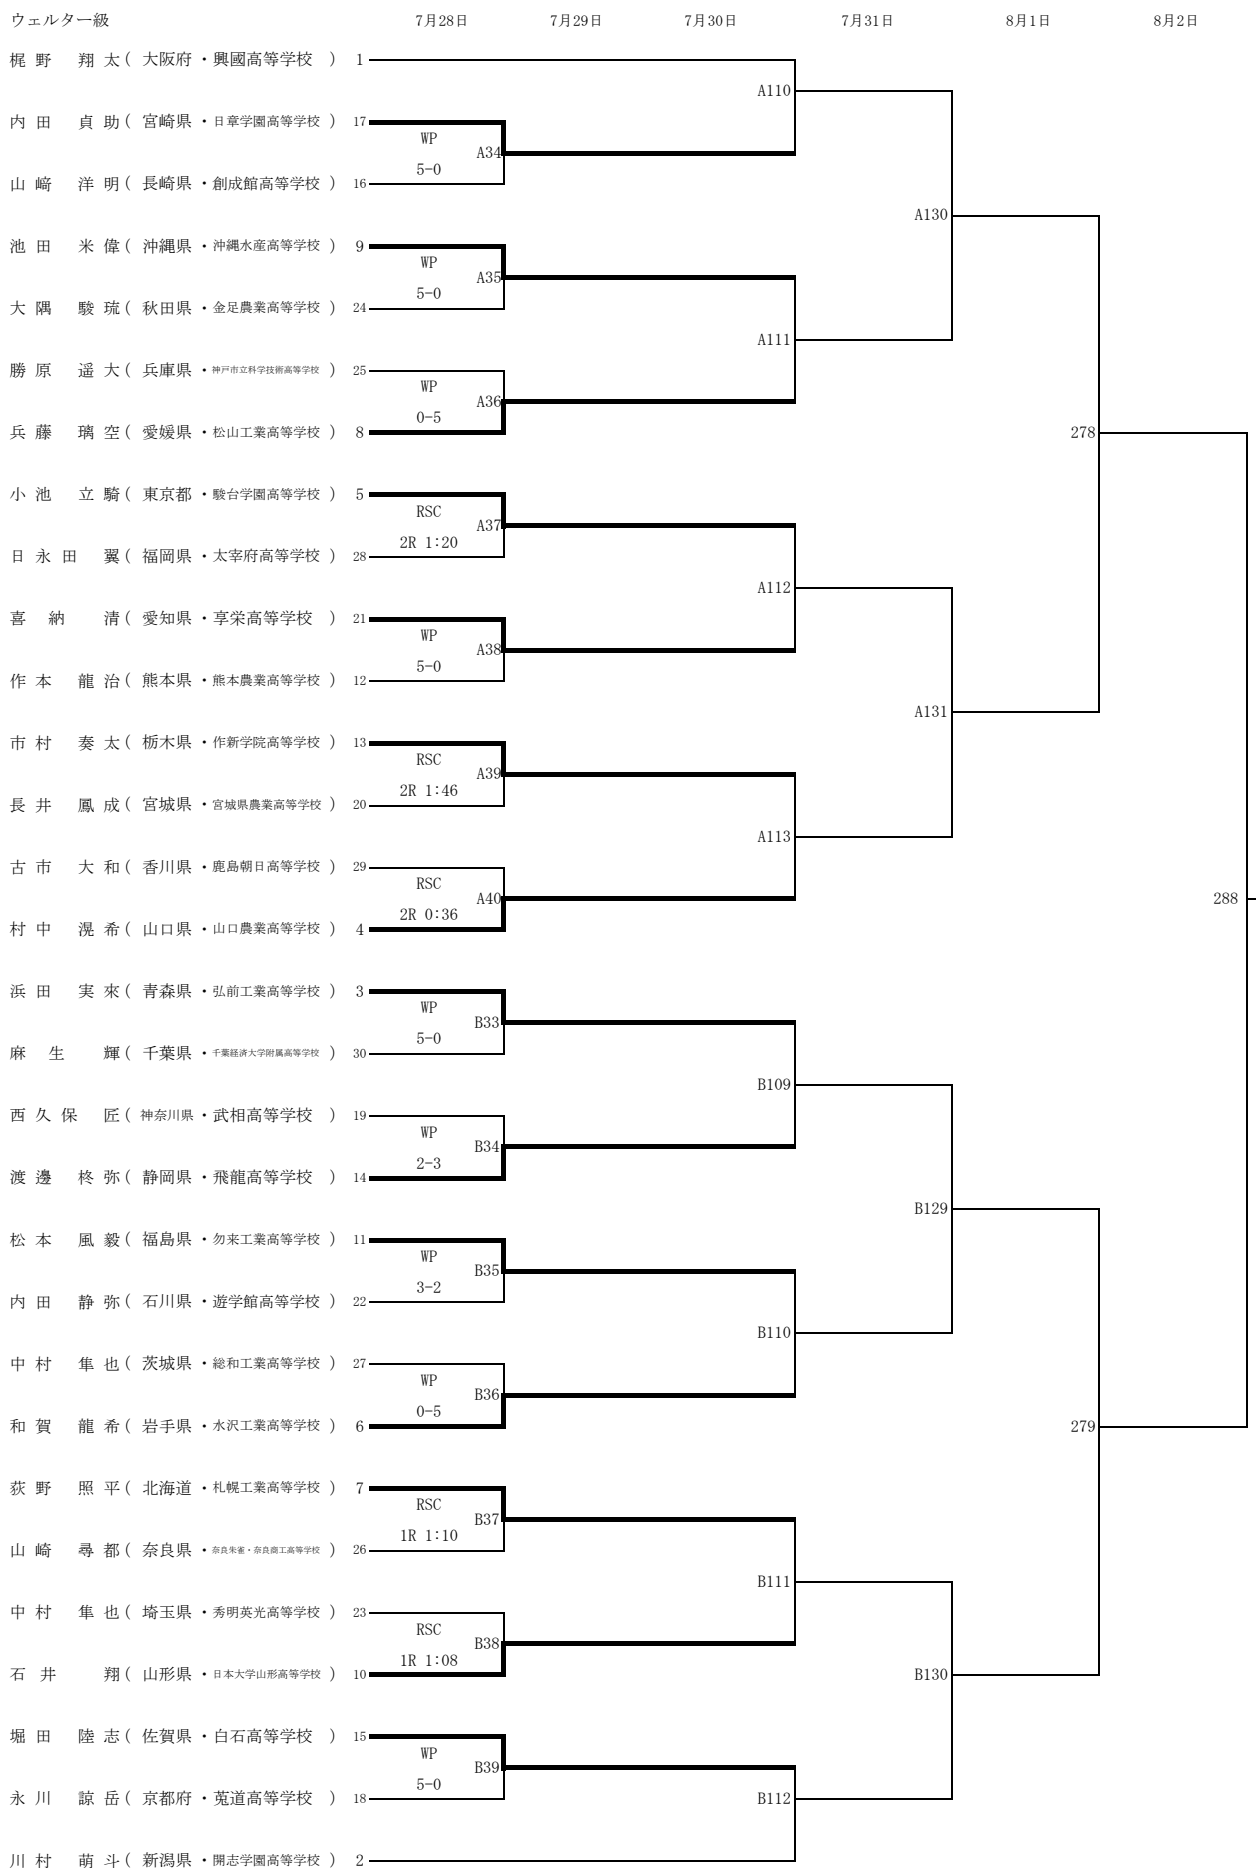 ウェルター級 7月28日 7月29日 7月30日 7月31日 8月1日 8月2日
梶野 翔太( 大阪府・興國高等学校 ) 1
A110
内田 貞助( 宮崎県・日章学園高等学校 ) 17
WP
A34
5-0
山﨑 洋明( 長崎県・創成館高等学校 ) 16
A130
池田 米偉( 沖縄県・沖縄水産高等学校 ) 9
WP
A35
5-0
大隅 駿琉( 秋田県・金足農業高等学校 ) 24
A111
勝原 遥大( 兵庫県・神戸市立科学技術高等学校 ) 25
WP
A36
0-5
兵藤 璃空( 愛媛県・松山工業高等学校 ) 8
278
小池 立騎( 東京都・駿台学園高等学校 ) 5
RSC
A37
2R 1:20
日永田 翼( 福岡県・太宰府高等学校 ) 28
A112
喜納 清( 愛知県・享栄高等学校 ) 21
WP
A38
5-0
作本 龍治( 熊本県・熊本農業高等学校 ) 12
A131
市村 奏太( 栃木県・作新学院高等学校 ) 13
RSC
A39
2R 1:46
長井 鳳成( 宮城県・宮城県農業高等学校 ) 20
A113
古市 大和( 香川県・鹿島朝日高等学校 ) 29
RSC
A40
288
2R 0:36
村中 滉希( 山口県・山口農業高等学校 ) 4
浜田 実來( 青森県・弘前工業高等学校 ) 3
WP
B33
5-0
麻生 輝( 千葉県・千葉経済大学附属高等学校 ) 30
B109
西久保 匠( 神奈川県・武相高等学校 ) 19
WP
B34
2-3
渡邊 柊弥( 静岡県・飛龍高等学校 ) 14
B129
松本 風毅( 福島県・勿来工業高等学校 ) 11
WP
B35
3-2
内田 静弥( 石川県・遊学館高等学校 ) 22
B110
中村 隼也( 茨城県・総和工業高等学校 ) 27
WP
B36
0-5
和賀 龍希( 岩手県・水沢工業高等学校 ) 6
279
荻野 照平( 北海道・札幌工業高等学校 ) 7
RSC
B37
1R 1:10
山崎 尋都( 奈良県・奈良朱雀・奈良商工高等学校 ) 26
B111
中村 隼也( 埼玉県・秀明英光高等学校 ) 23
RSC
B38
1R 1:08
石井 翔( 山形県・日本大学山形高等学校 ) 10
B130
堀田 陸志( 佐賀県・白石高等学校 ) 15
WP
B39
5-0
永川 諒岳( 京都府・莵道高等学校 ) 18
B112
川村 萌斗( 新潟県・開志学園高等学校 ) 2